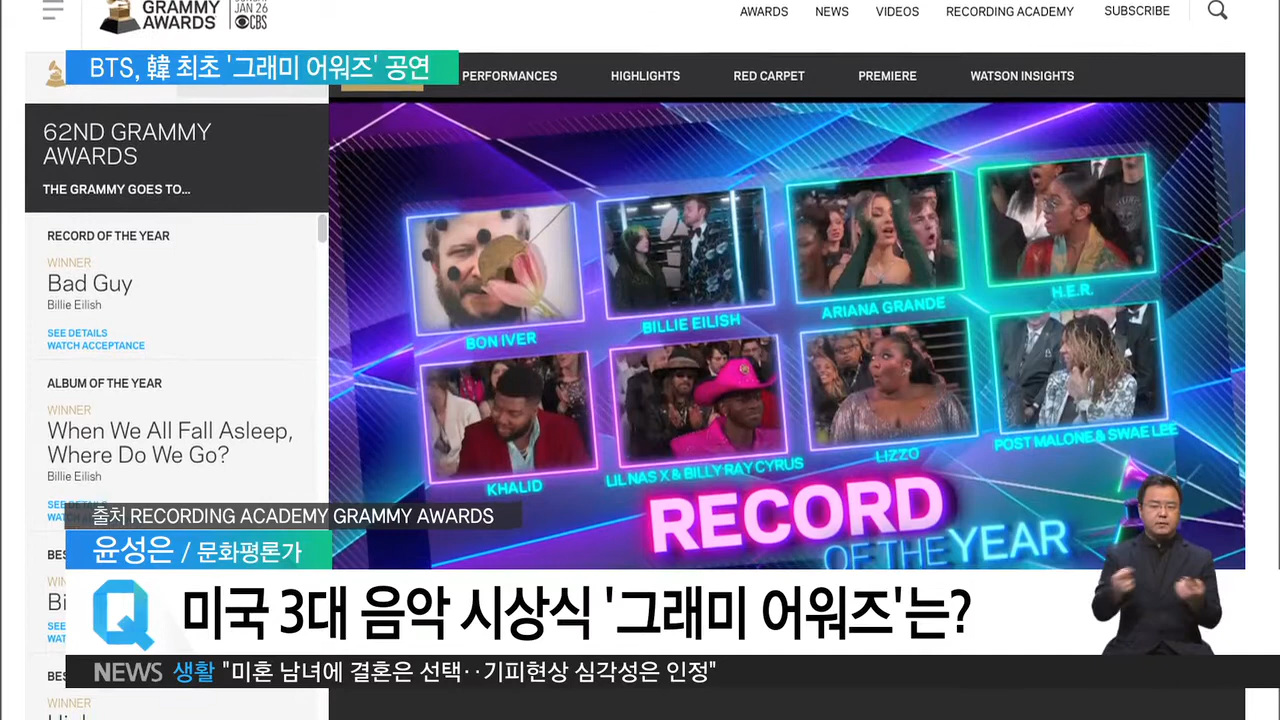 GRAMMY
AWARDS
SUNDAY
JAN 26
CBS
AWARDS
NEWS
VIDEOS
RECORDING ACADEMY
SUBSCRIBE
BTS, 韓 최초 '그래미 어워즈' 공연
PERFORMANCES
HIGHLIGHTS
RED CARPET
PREMIERE
WATSON INSIGHTS
62ND GRAMMY
AWARDS
THE GRAMMY GOES TO...
RECORD OF THE YEAR
WINNER
Bad Guy
Billie Eilish
SEE DETAILS
WATCH ACCEPTANCE
ALBUM OF THE YEAR
WINNER
When We All Fall Asleep,
Where Do We Go?
Billie Eilish
SEE DETAILS
BON IVER
BILLIE EILISH
ARIANA GRANDE
H.E.R.
KHALID
LIL NAS X & BILLY RAY CYRUS
LIZZO
POST MALONE & SWAE LEE
RECORD
OF THE YEAR
출처 RECORDING ACADEMY GRAMMY AWARDS
윤성은 / 문화평론가
Q 미국 3대 음악 시상식 '그래미 어워즈'는?
NEWS 생활 "미혼 남녀에 결혼은 선택‥기피현상 심각성은 인정"
WINNER